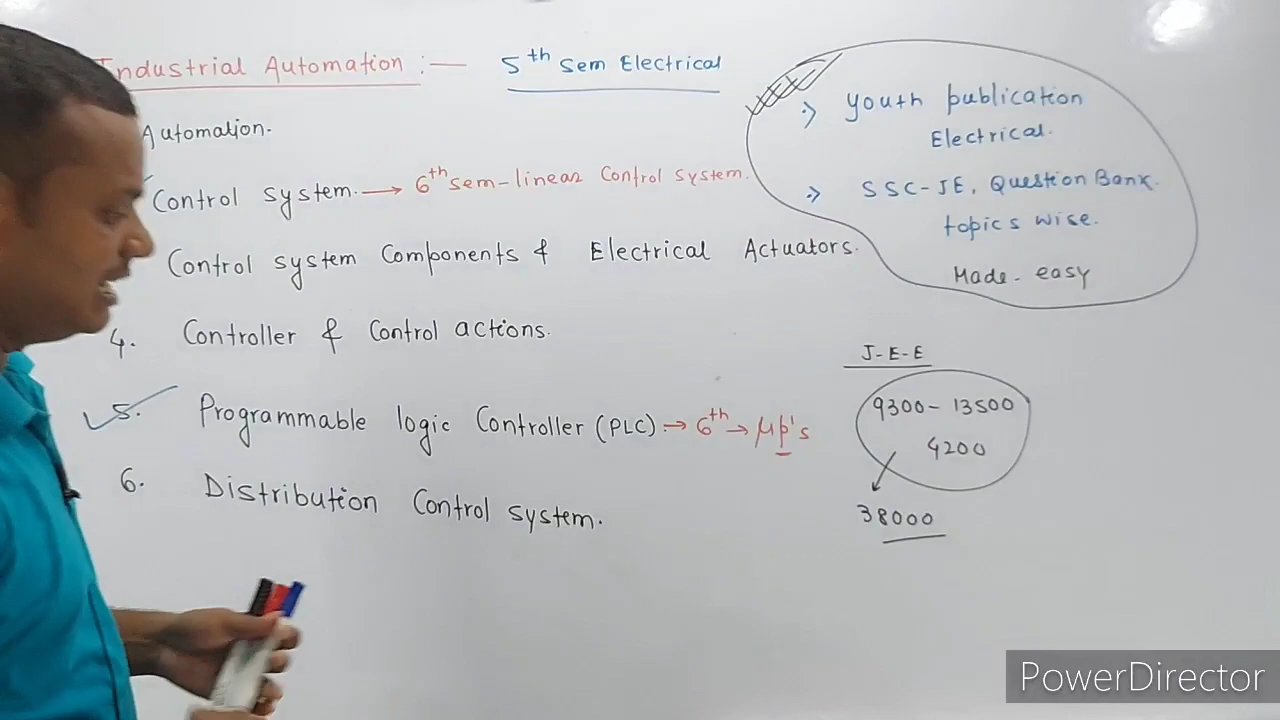 Industrial Automation :— 5th sem Electrical
Automation.
Control system. → 6th sem-linear Control system.
Control system Components & Electrical Actuators.
4. Controller & Control actions.
5. Programmable logic Controller (PLC) → 6th → μp's
6. Distribution Control system.
youth publication
Electrical.
SSC-JE, Question Bank.
topics wise.
Made- easy
J-E-E
9300 - 13500
4200
38000
PowerDirector